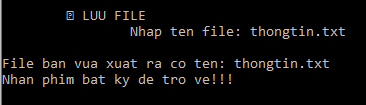 LUU FILE
Nhap ten file: thongtin.txt
File ban vua xuat ra co ten: thongtin.txt
Nhan phim bat ky de tro ve!!!